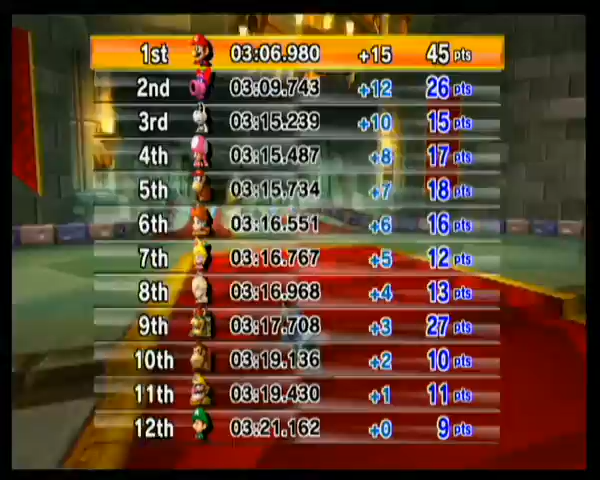 1st 03:06.980 +15 45 pts
2nd 03:09.743 +12 26 pts
3rd 03:15.239 +10 15 pts
4th 03:15.487 +8 17 pts
5th 03:15.734 +7 18 pts
6th 03:16.551 +6 16 pts
7th 03:16.767 +5 12 pts
8th 03:16.968 +4 13 pts
9th 03:17.708 +3 27 pts
10th 03:19.136 +2 10 pts
11th 03:19.430 +1 11 pts
12th 03:21.162 +0 9 pts